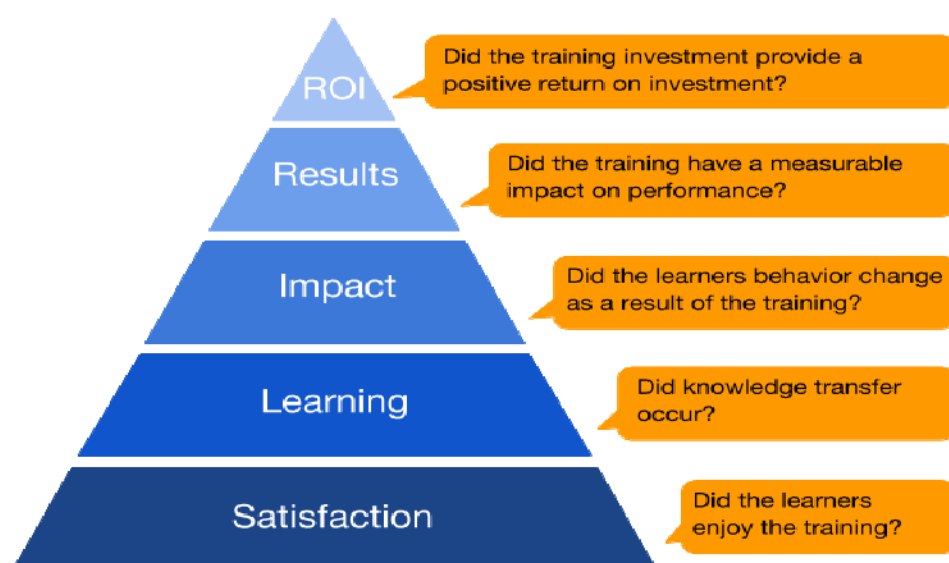 ROI
Did the training investment provide a
positive return on investment?
Results
Did the training have a measurable
impact on performance?
Impact
Did the learners behavior change
as a result of the training?
Learning
Did knowledge transfer
occur?
Satisfaction
Did the learners
enjoy the training?